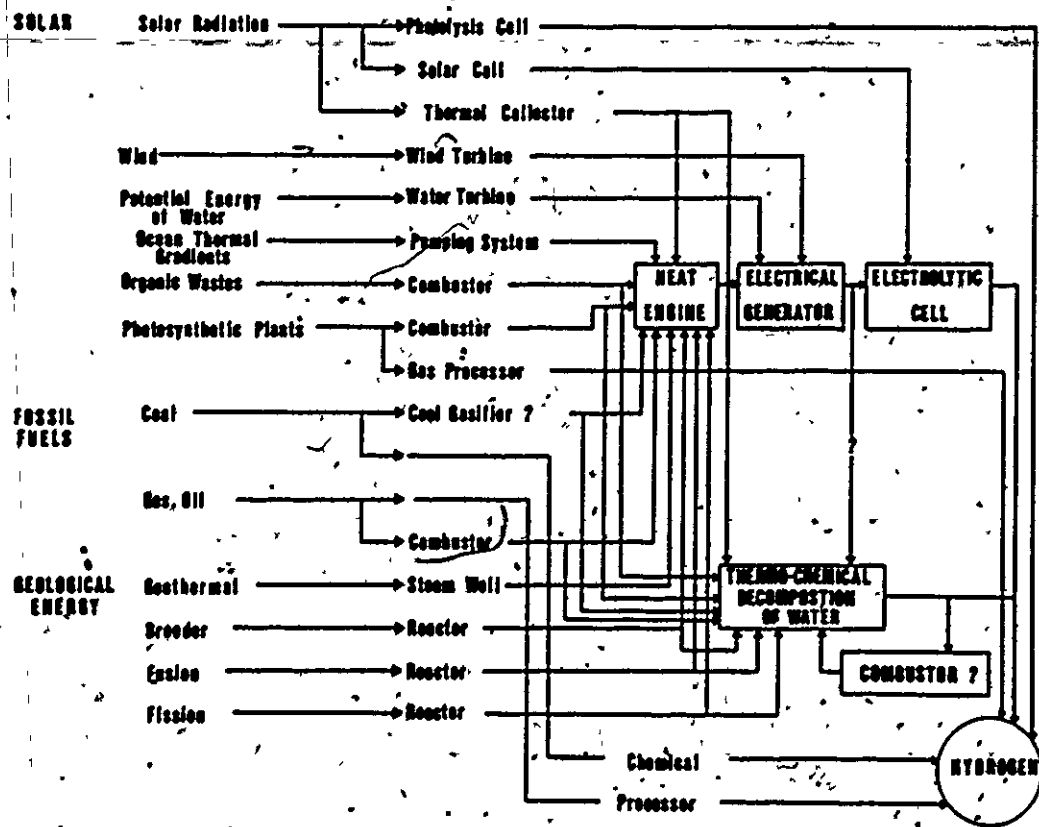 SOLAR
Solar Radiation
Photolysis Cell
Solar Cell
Thermal Collector
Wind
Wind Turbine
Potential Energy
of Water
Water Turbine
Ocean Thermal
Gradients
Pumping System
Organic Wastes
Combustor
HEAT
ENGINE
ELECTRICAL
GENERATOR
ELECTROLYTIC
CELL
Photosynthetic Plants
Combustor
Gas Processor
FOSSIL
FUELS
Coal
Coal Gasifier ?
?
Gas, Oil
Combustor
GEOLOGICAL
ENERGY
Geothermal
Steam Well
THERMO-CHEMICAL
DECOMPOSTION
OF WATER
Breeder
Reactor
Fusion
Reactor
COMBUSTOR ?
Fission
Reactor
Chemical
HYDROGEN
Processor